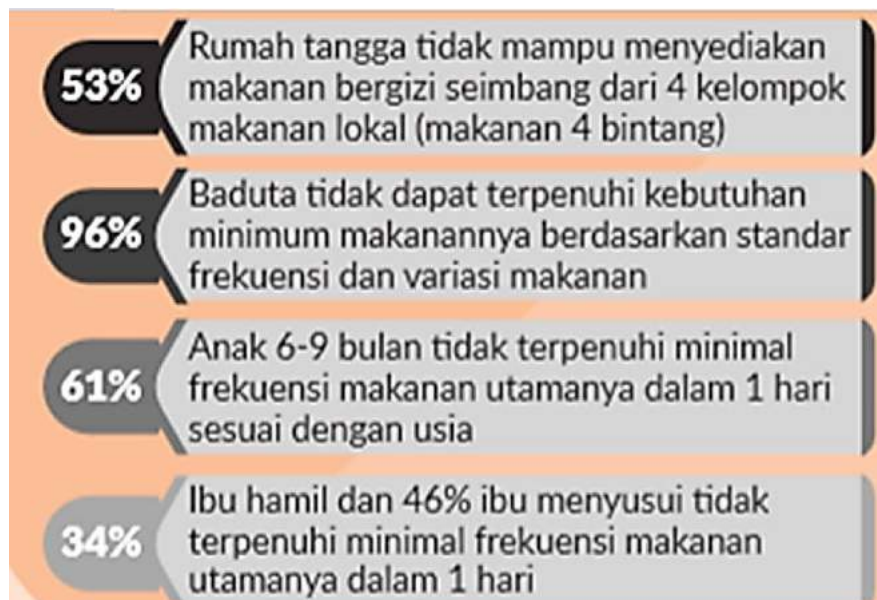 53%
Rumah tangga tidak mampu menyediakan
makanan bergizi seimbang dari 4 kelompok
makanan lokal (makanan 4 bintang)
96%
Baduta tidak dapat terpenuhi kebutuhan
minimum makanannya berdasarkan standar
frekuensi dan variasi makanan
61%
Anak 6-9 bulan tidak terpenuhi minimal
frekuensi makanan utamanya dalam 1 hari
sesuai dengan usia
34%
Ibu hamil dan 46% ibu menyusui tidak
terpenuhi minimal frekuensi makanan
utamanya dalam 1 hari